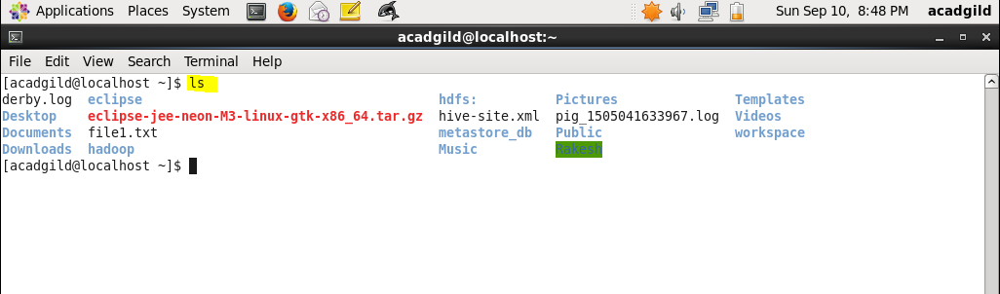 Applications Places System Sun Sep 10, 8:48 PM acadgild
acadgild@localhost:~
File Edit View Search Terminal Help
[acadgild@localhost ~]$ ls
derby.log eclipse hdfs: Pictures Templates
Desktop eclipse-jee-neon-M3-linux-gtk-x86_64.tar.gz hive-site.xml pig_1505041633967.log Videos
Documents file1.txt metastore_db Public workspace
Downloads hadoop Music Rakesh
[acadgild@localhost ~]$